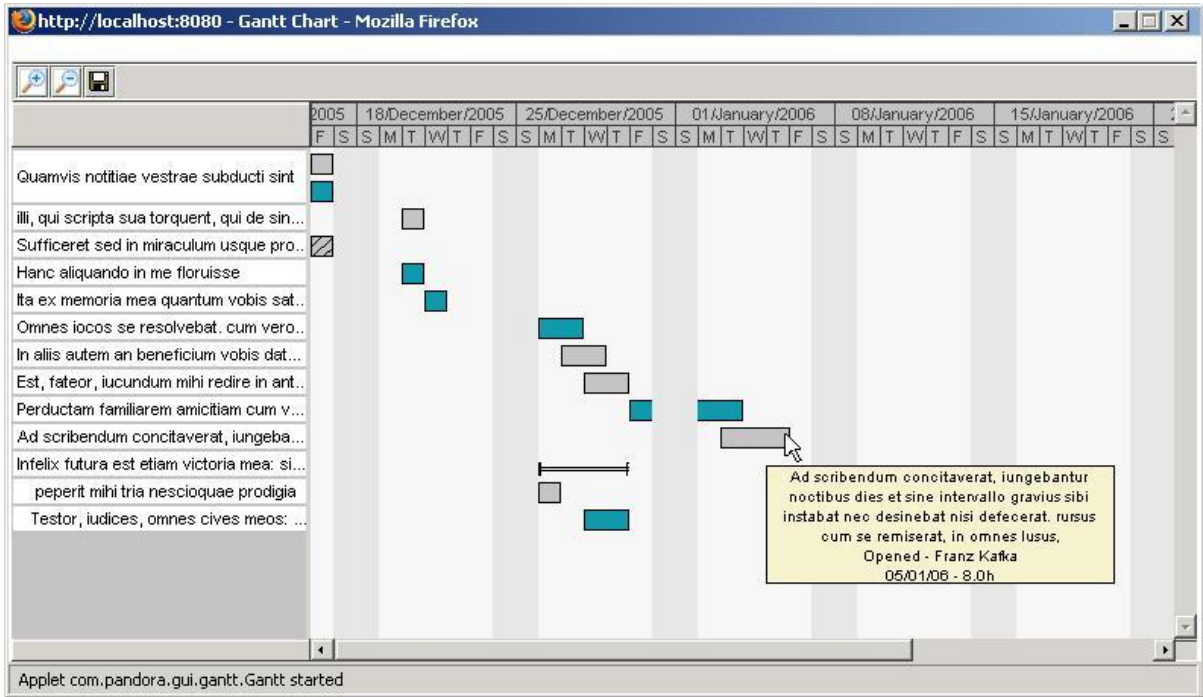 http://localhost:8080 - Gantt Chart - Mozilla Firefox
2005 18/December/2005 25/December/2005 01/January/2006 08/January/2006 15/January/2006 2
F S S M T W T F S S M T W T F S S M T W T F S S M T W T F S S M T W T F S S
Quamvis notitiae vestrae subducti sint
illi, qui scripta sua torquent, qui de sin...
Sufficeret sed in miraculum usque pro...
Hanc aliquando in me floruisse
Ita ex memoria mea quantum vobis sat...
Omnes iocos se resolvebat. cum vero...
In aliis autem an beneficium vobis dat...
Est, fateor, iucundum mihi redire in ant...
Perductam familiarem amicitiam cum v...
Ad scribendum concitaverat, iungeba...
Infelix futura est etiam victoria mea: si...
peperit mihi tria nescioquae prodigia
Testor, iudices, omnes cives meos: ...
Ad scribendum concitaverat, iungebantur
noctibus dies et sine intervallo gravius sibi
instabat nec desinebat nisi defecerat. rursus
cum se remiserat, in omnes lusus,
Opened - Franz Kafka
05/01/06 - 8.0h
Applet com.pandora.gui.gantt.Gantt started